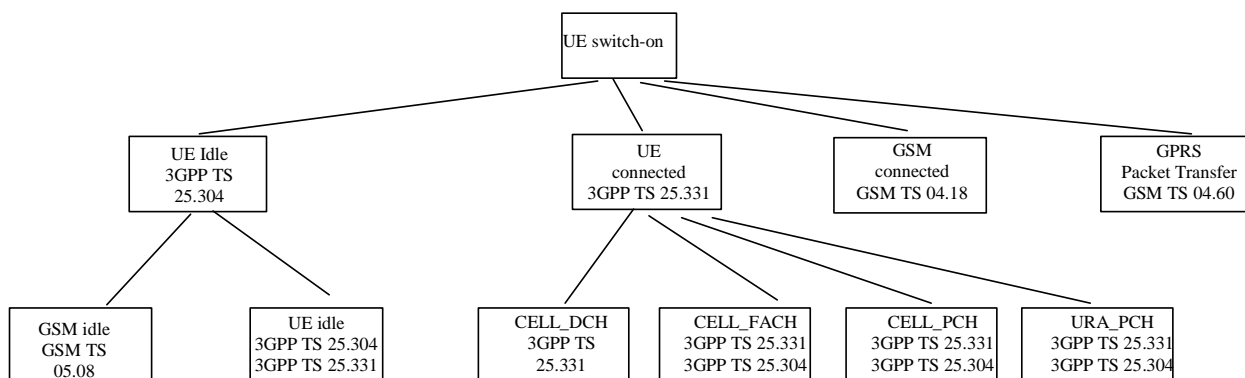 UE switch-on
UE Idle
3GPP TS
25.304
UE
connected
3GPP TS 25.331
GSM
connected
GSM TS 04.18
GPRS
Packet Transfer
GSM TS 04.60
GSM idle
GSM TS
05.08
UE idle
3GPP TS 25.304
3GPP TS 25.331
CELL_DCH
3GPP TS
25.331
CELL_FACH
3GPP TS 25.331
3GPP TS 25.304
CELL_PCH
3GPP TS 25.331
3GPP TS 25.304
URA_PCH
3GPP TS 25.331
3GPP TS 25.304